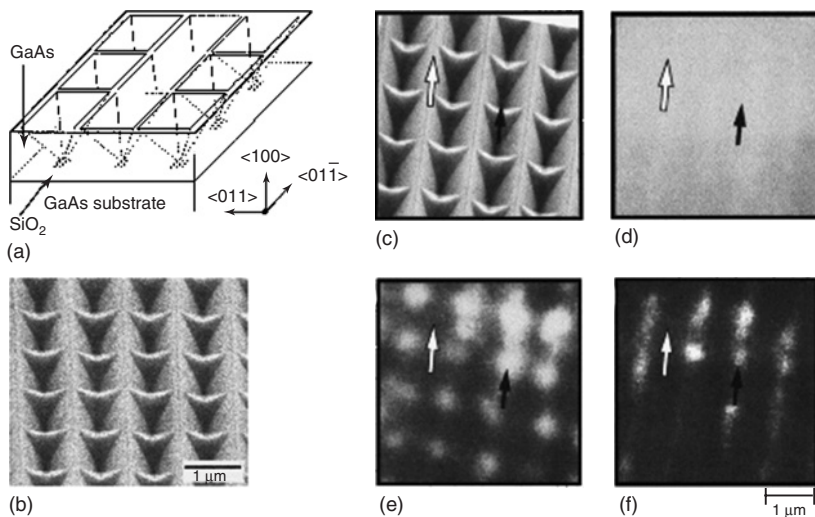 GaAs
<100>
<011>
<011̅>
GaAs substrate
SiO₂
(a)
(b)
1 μm
(c)
(d)
(e)
(f)
1 μm